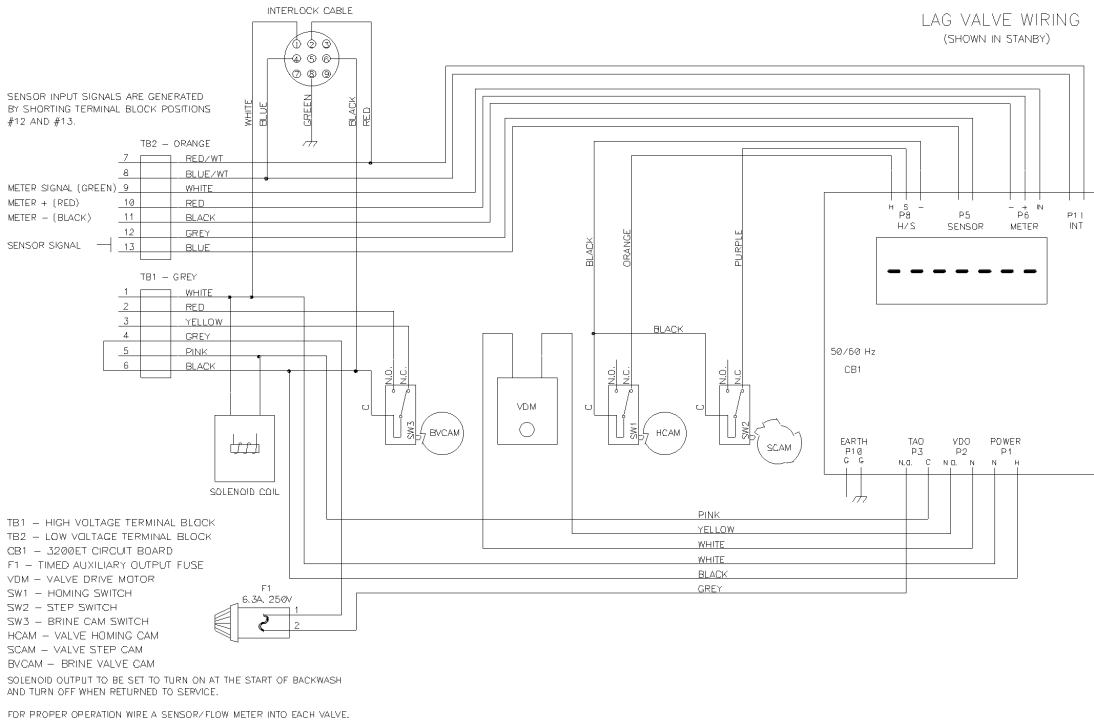 INTERLOCK CABLE
LAG VALVE WIRING
(SHOWN IN STANBY)
1 2 3
4 5 6
7 8 9
SENSOR INPUT SIGNALS ARE GENERATED
BY SHORTING TERMINAL BLOCK POSITIONS
#12 AND #13.
WHITE
BLUE
GREEN
BLACK
RED
TB2 - ORANGE
7 RED/WT
8 BLUE/WT
METER SIGNAL (GREEN) 9 WHITE
METER + (RED) 10 RED
METER - (BLACK) 11 BLACK
12 GREY
SENSOR SIGNAL 13 BLUE
H S -
P8
H/S
P5
SENSOR
- + IN
P6
METER
P11
INT
BLACK
ORANGE
PURPLE
TB1 - GREY
1 WHITE
2 RED
3 YELLOW
4 GREY
5 PINK
6 BLACK
BLACK
50/60 Hz
CB1
N.O.
N.C.
C
SW3
BVCAM
VDM
N.O.
N.C.
C
SW1
HCAM
N.O.
N.C
C
SW2
SCAM
SOLENOID COIL
EARTH
P10
G G
TAO
P3
N.O. C
VDO
P2
N.O. N
POWER
P1
N H
PINK
YELLOW
WHITE
WHITE
BLACK
GREY
TB1 - HIGH VOLTAGE TERMINAL BLOCK
TB2 - LOW VOLTAGE TERMINAL BLOCK
CB1 - 3200ET CIRCUIT BOARD
F1 - TIMED AUXILIARY OUTPUT FUSE
VDM - VALVE DRIVE MOTOR
SW1 - HOMING SWITCH
SW2 - STEP SWITCH
SW3 - BRINE CAM SWITCH
HCAM - VALVE HOMING CAM
SCAM - VALVE STEP CAM
BVCAM - BRINE VALVE CAM
F1
6.3A, 250V
1
2
SOLENOID OUTPUT TO BE SET TO TURN ON AT THE START OF BACKWASH
AND TURN OFF WHEN RETURNED TO SERVICE.
FOR PROPER OPERATION WIRE A SENSOR/FLOW METER INTO EACH VALVE.